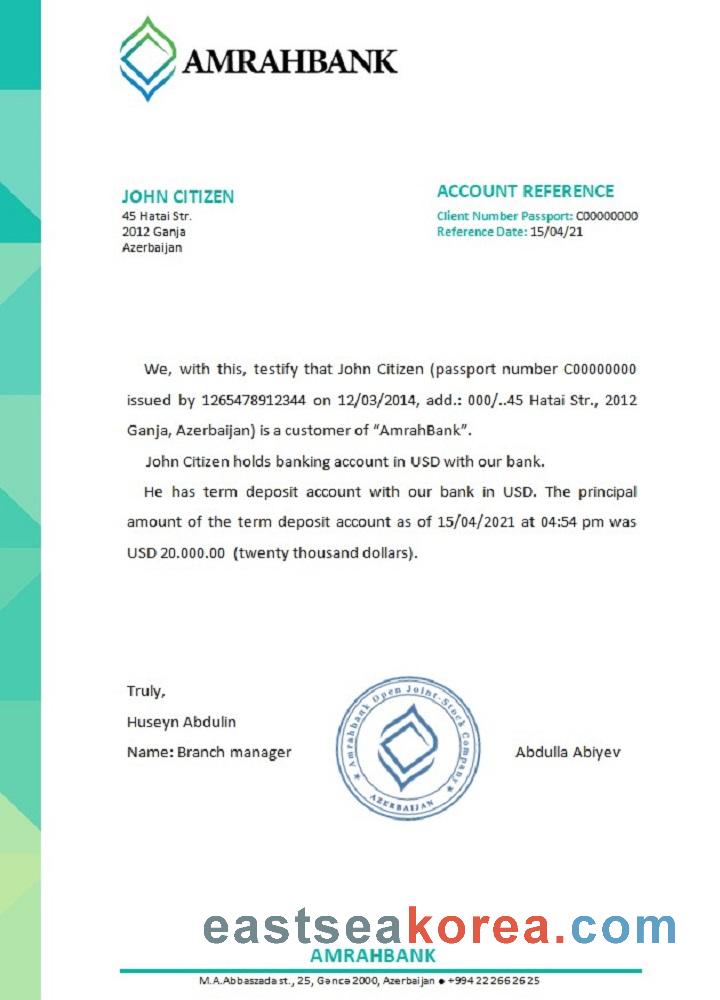 AMRAHBANK
JOHN CITIZEN
45 Hatai Str.
2012 Ganja
Azerbaijan
ACCOUNT REFERENCE
Client Number Passport: C00000000
Reference Date: 15/04/21
We, with this, testify that John Citizen (passport number C00000000
issued by 1265478912344 on 12/03/2014, add.: 000/..45 Hatai Str., 2012
Ganja, Azerbaijan) is a customer of “AmrahBank”.
John Citizen holds banking account in USD with our bank.
He has term deposit account with our bank in USD. The principal
amount of the term deposit account as of 15/04/2021 at 04:54 pm was
USD 20.000.00 (twenty thousand dollars).
Truly,
Huseyn Abdulin
Name: Branch manager
Amrahbank Open Joint-Stock Company
AZERBAIJAN
Abdulla Abiyev
eastseakorea.com
AMRAHBANK
M.A.Abbaszada st., 25, Gəncə 2000, Azerbaijan ● +994 22 266 26 25